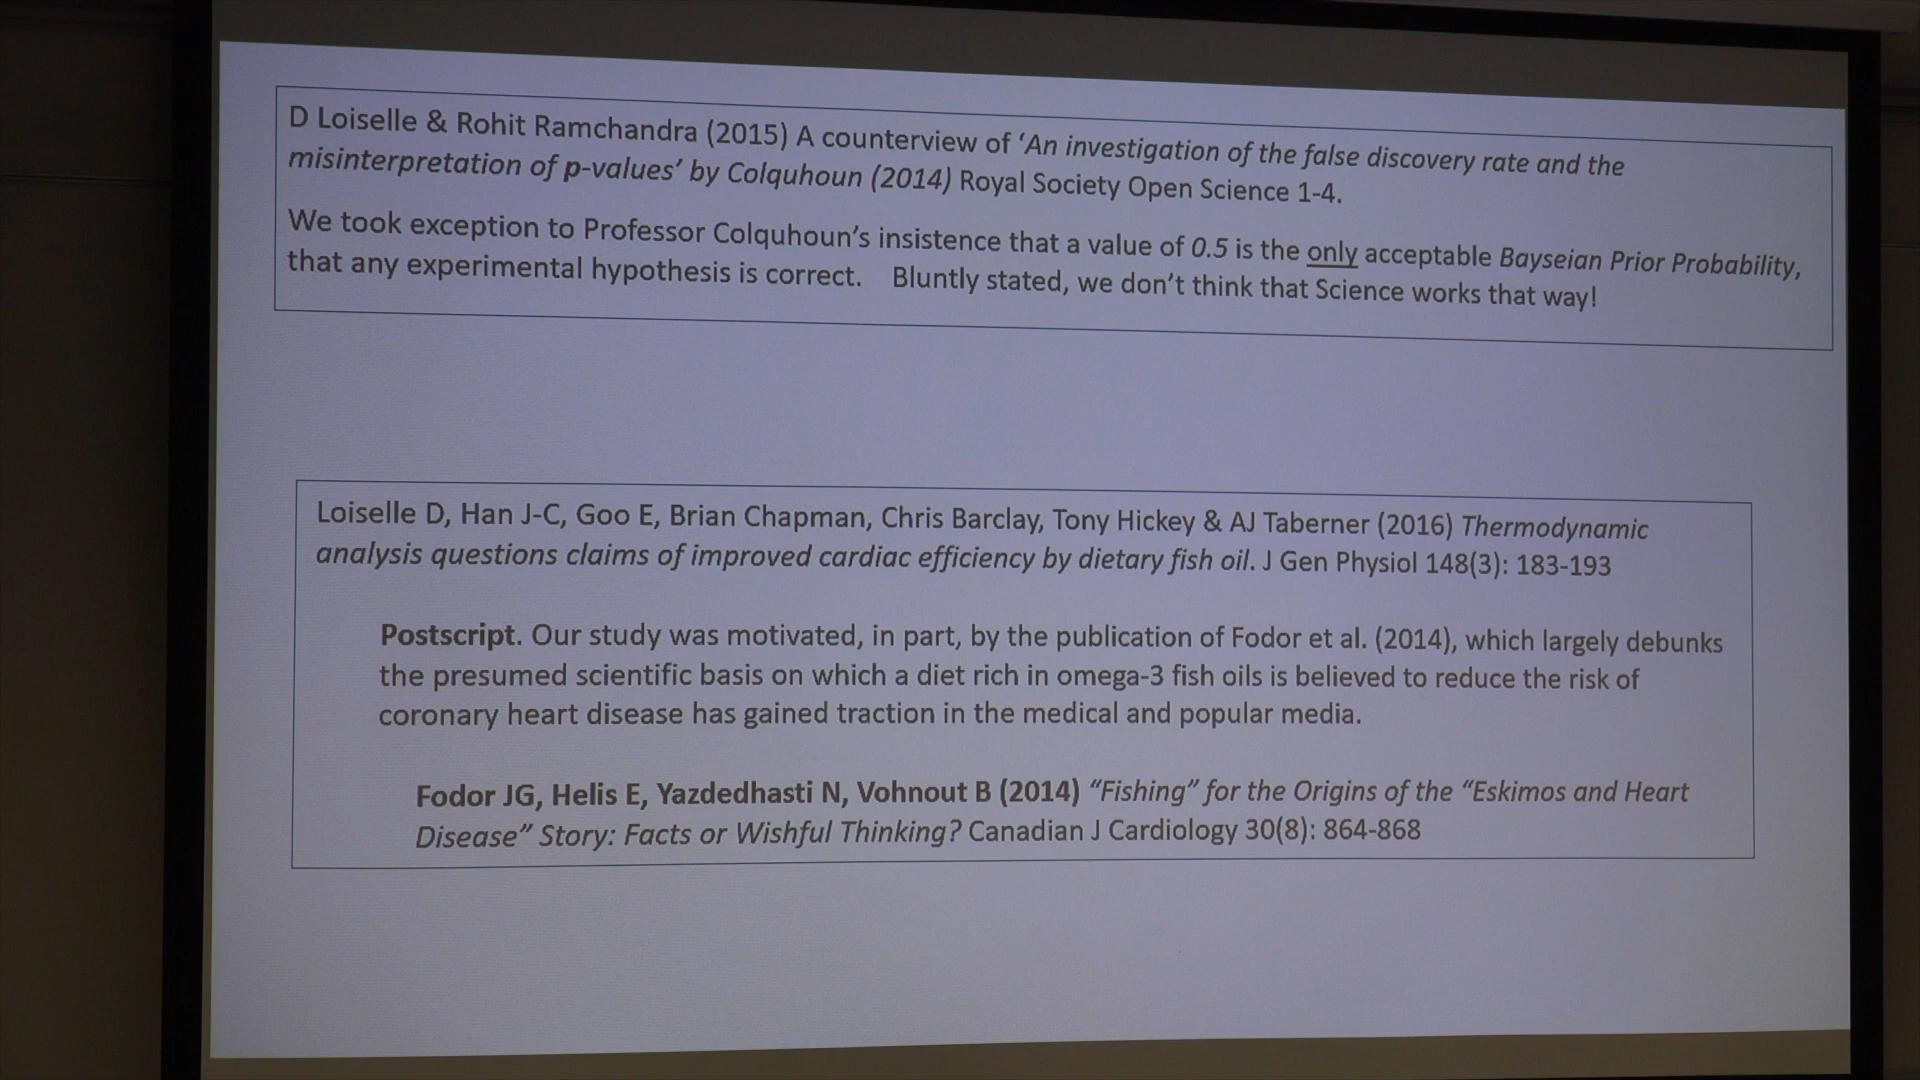 D Loiselle & Rohit Ramchandra (2015) A counterview of ‘An investigation of the false discovery rate and the
misinterpretation of p-values’ by Colquhoun (2014) Royal Society Open Science 1-4.
We took exception to Professor Colquhoun’s insistence that a value of 0.5 is the only acceptable Bayseian Prior Probability,
that any experimental hypothesis is correct. Bluntly stated, we don’t think that Science works that way!
Loiselle D, Han J-C, Goo E, Brian Chapman, Chris Barclay, Tony Hickey & AJ Taberner (2016) Thermodynamic
analysis questions claims of improved cardiac efficiency by dietary fish oil. J Gen Physiol 148(3): 183-193
Postscript. Our study was motivated, in part, by the publication of Fodor et al. (2014), which largely debunks
the presumed scientific basis on which a diet rich in omega-3 fish oils is believed to reduce the risk of
coronary heart disease has gained traction in the medical and popular media.
Fodor JG, Helis E, Yazdedhasti N, Vohnout B (2014) “Fishing” for the Origins of the “Eskimos and Heart
Disease” Story: Facts or Wishful Thinking? Canadian J Cardiology 30(8): 864-868